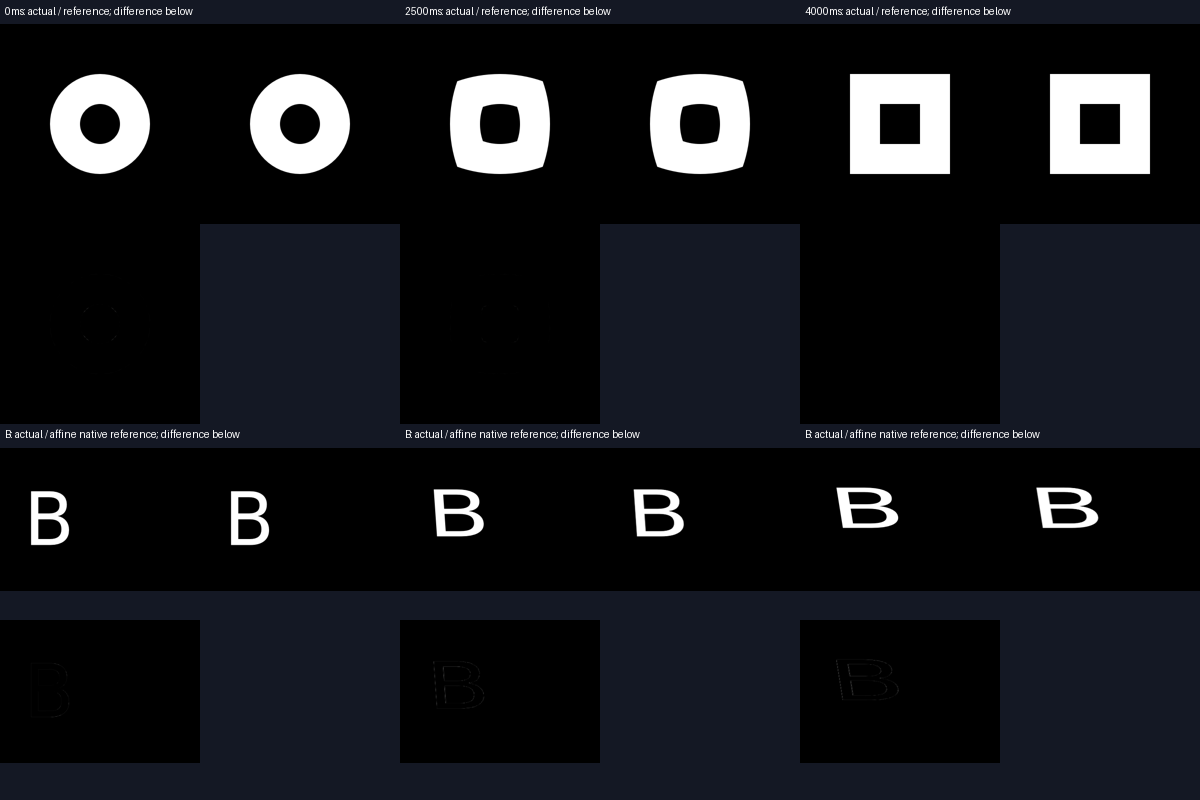 0ms: actual / reference; difference below
2500ms: actual / reference; difference below
4000ms: actual / reference; difference below
B: actual / affine native reference; difference below
B: actual / affine native reference; difference below
B: actual / affine native reference; difference below
B B B B B B
B B B